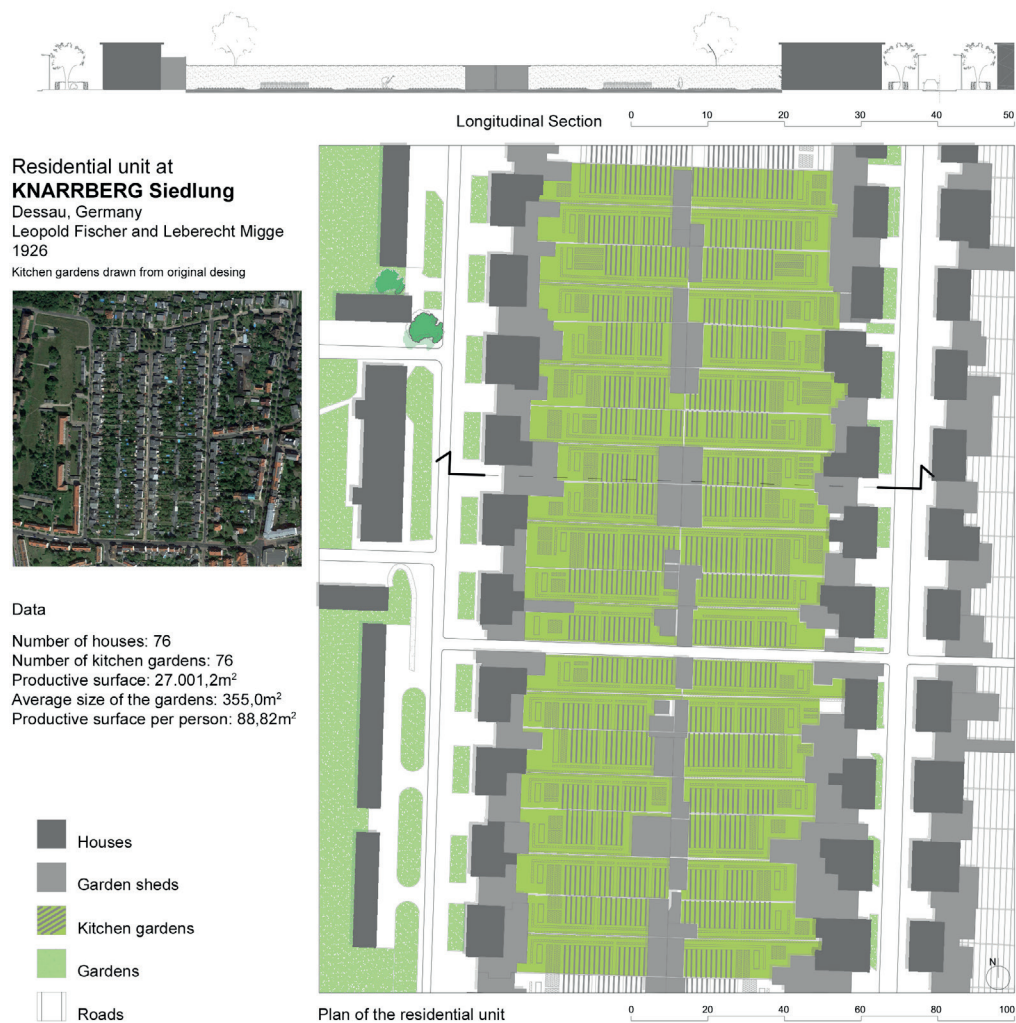 Longitudinal Section
0 10 20 30 40 50
Residential unit at
KNARRBERG Siedlung
Dessau, Germany
Leopold Fischer and Leberecht Migge
1926
Kitchen gardens drawn from original desing
Data
Number of houses: 76
Number of kitchen gardens: 76
Productive surface: 27.001,2m²
Average size of the gardens: 355,0m²
Productive surface per person: 88,82m²
Houses
Garden sheds
Kitchen gardens
Gardens
Roads
N
Plan of the residential unit
0 20 40 60 80 100